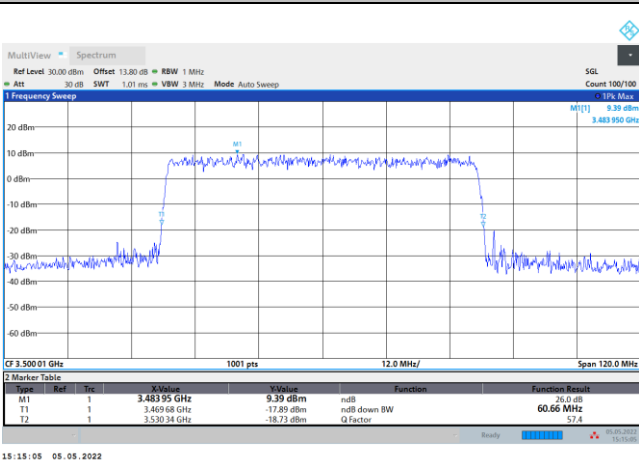 MultiView Spectrum
Ref Level 30.00 dBm Offset 13.80 dB RBW 1 MHz SGL
Att 30 dB SWT 1.01 ms VBW 3 MHz Mode Auto Sweep Count 100/100
1 Frequency Sweep 1Pk Max
M1[1] 9.39 dBm
3.483 950 GHz
20 dBm
M1
10 dBm
0 dBm
-10 dBm
T1 T2
-20 dBm
-30 dBm
-40 dBm
-50 dBm
-60 dBm
CF 3.500 01 GHz 1001 pts 12.0 MHz/ Span 120.0 MHz
2 Marker Table
Type Ref Trc X-Value Y-Value Function Function Result
M1 1 3.483 95 GHz 9.39 dBm ndB 26.0 dB
T1 1 3.469 68 GHz -17.89 dBm ndB down BW 60.66 MHz
T2 1 3.530 34 GHz -18.73 dBm Q Factor 57.4
Ready 05.05.2022
15:15:05
15:15:05 05.05.2022